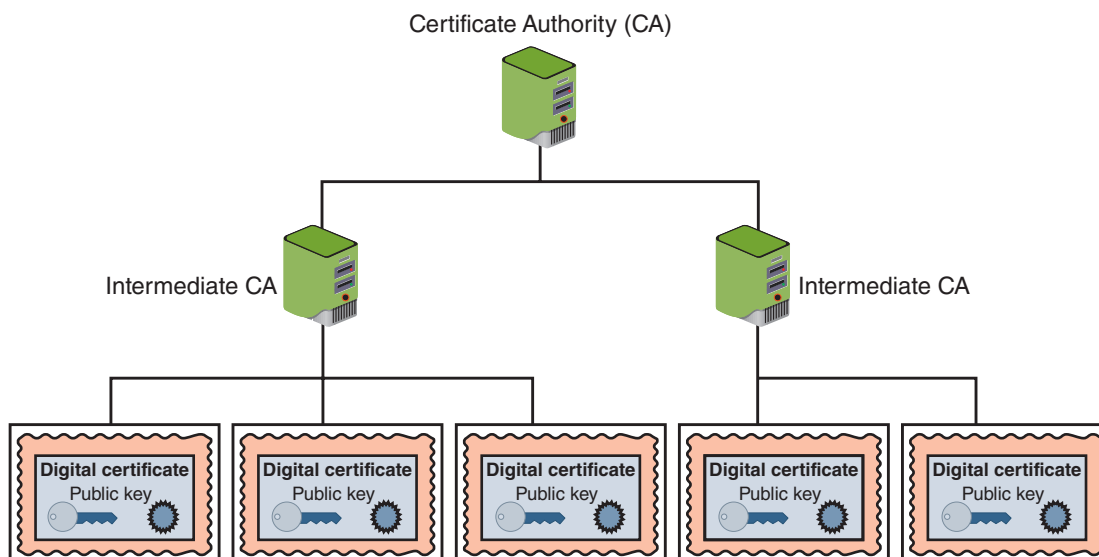 Certificate Authority (CA)
Intermediate CA
Intermediate CA
Digital certificate
Public key
Digital certificate
Public key
Digital certificate
Public key
Digital certificate
Public key
Digital certificate
Public key